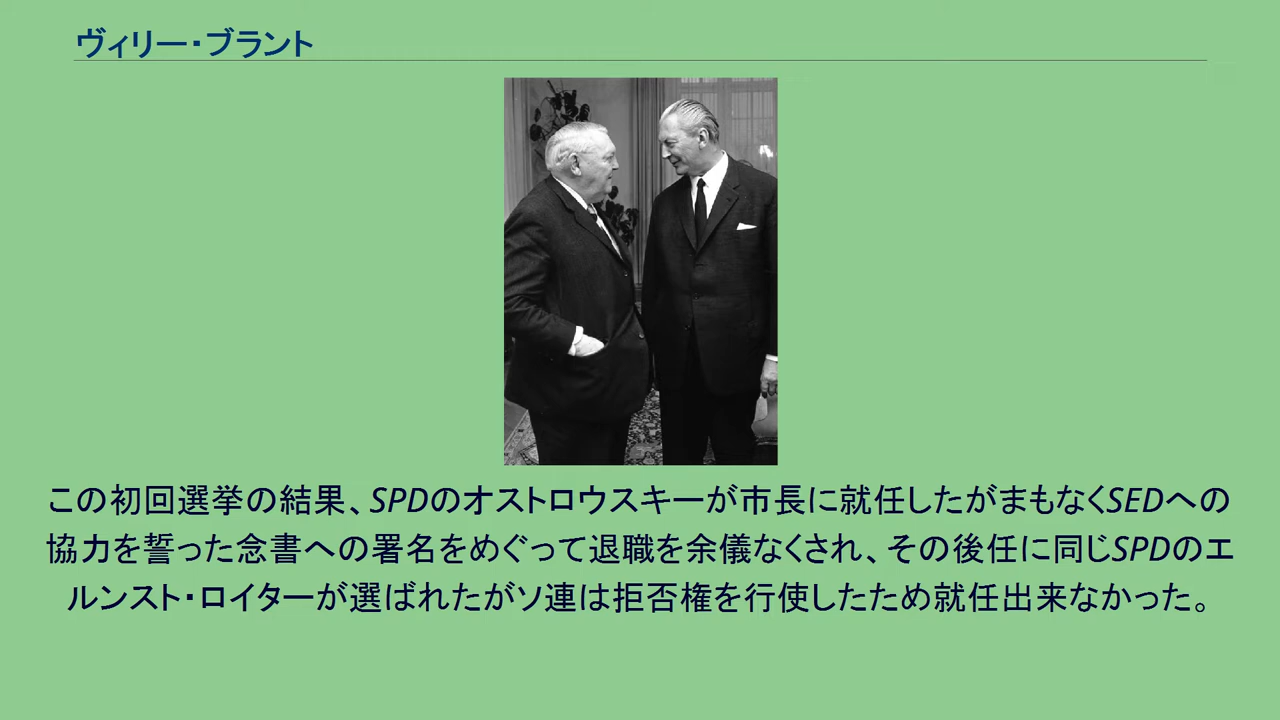 ヴィリー・ブラント
この初回選挙の結果、SPDのオストロウスキーが市長に就任したがまもなくSEDへの
協力を誓った念書への署名をめぐって退職を余儀なくされ、その後任に同じSPDのエ
ルンスト・ロイターが選ばれたがソ連は拒否権を行使したため就任出来なかった。